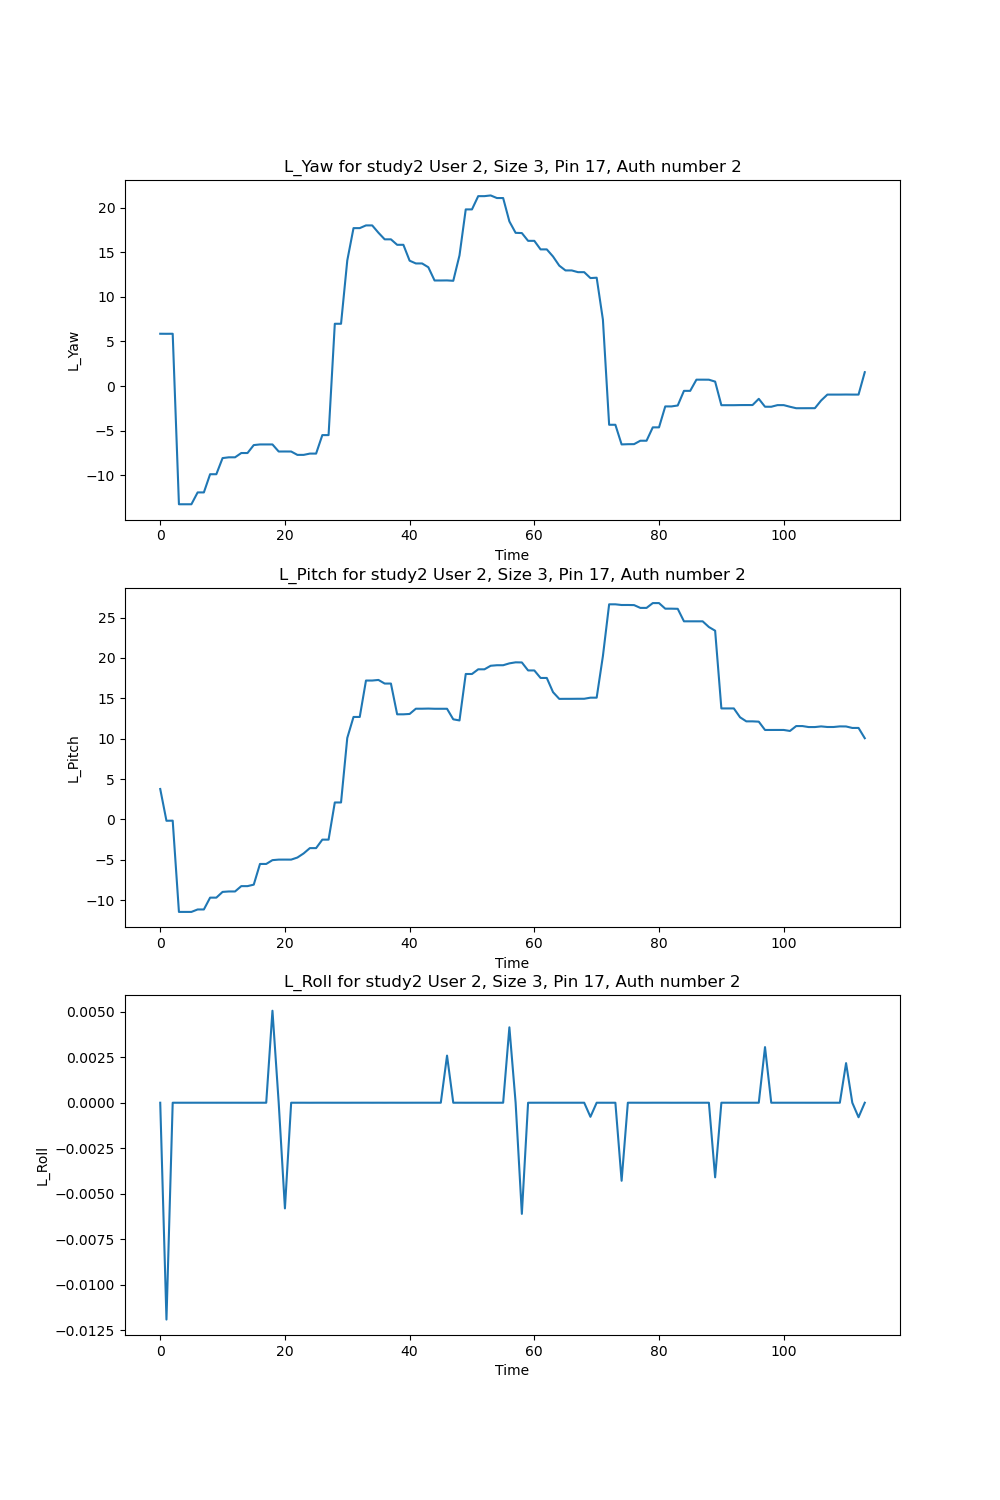 L_Yaw for study2 User 2, Size 3, Pin 17, Auth number 2
20
15
10
5
0
−5
−10
L_Yaw
0 20 40 60 80 100
Time
L_Pitch for study2 User 2, Size 3, Pin 17, Auth number 2
25
20
15
10
5
0
−5
−10
L_Pitch
0 20 40 60 80 100
Time
L_Roll for study2 User 2, Size 3, Pin 17, Auth number 2
0.0050
0.0025
0.0000
−0.0025
−0.0050
−0.0075
−0.0100
−0.0125
L_Roll
0 20 40 60 80 100
Time